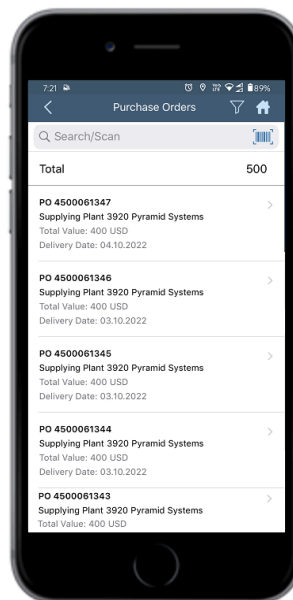 7:21 89%
Purchase Orders
Search/Scan
Total 500
PO 4500061347
Supplying Plant 3920 Pyramid Systems
Total Value: 400 USD
Delivery Date: 04.10.2022
PO 4500061346
Supplying Plant 3920 Pyramid Systems
Total Value: 400 USD
Delivery Date: 03.10.2022
PO 4500061345
Supplying Plant 3920 Pyramid Systems
Total Value: 400 USD
Delivery Date: 03.10.2022
PO 4500061344
Supplying Plant 3920 Pyramid Systems
Total Value: 400 USD
Delivery Date: 03.10.2022
PO 4500061343
Supplying Plant 3920 Pyramid Systems
Total Value: 400 USD